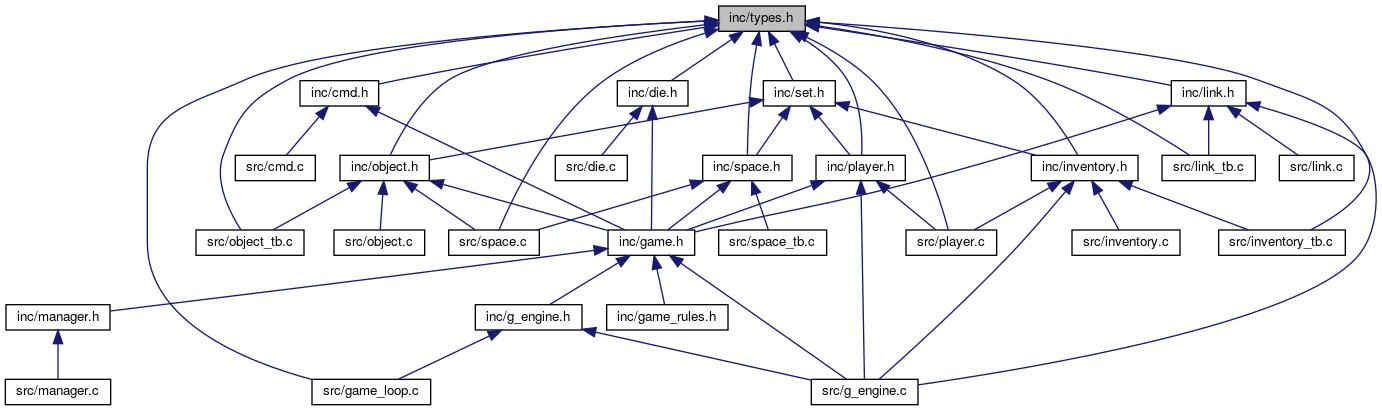 inc/types.h
inc/cmd.h
inc/die.h
inc/set.h
inc/link.h
src/cmd.c
inc/object.h
src/die.c
inc/space.h
inc/player.h
inc/inventory.h
src/link_tb.c
src/link.c
src/object_tb.c
src/object.c
src/space.c
inc/game.h
src/space_tb.c
src/player.c
src/inventory.c
src/inventory_tb.c
inc/manager.h
inc/g_engine.h
inc/game_rules.h
src/manager.c
src/game_loop.c
src/g_engine.c